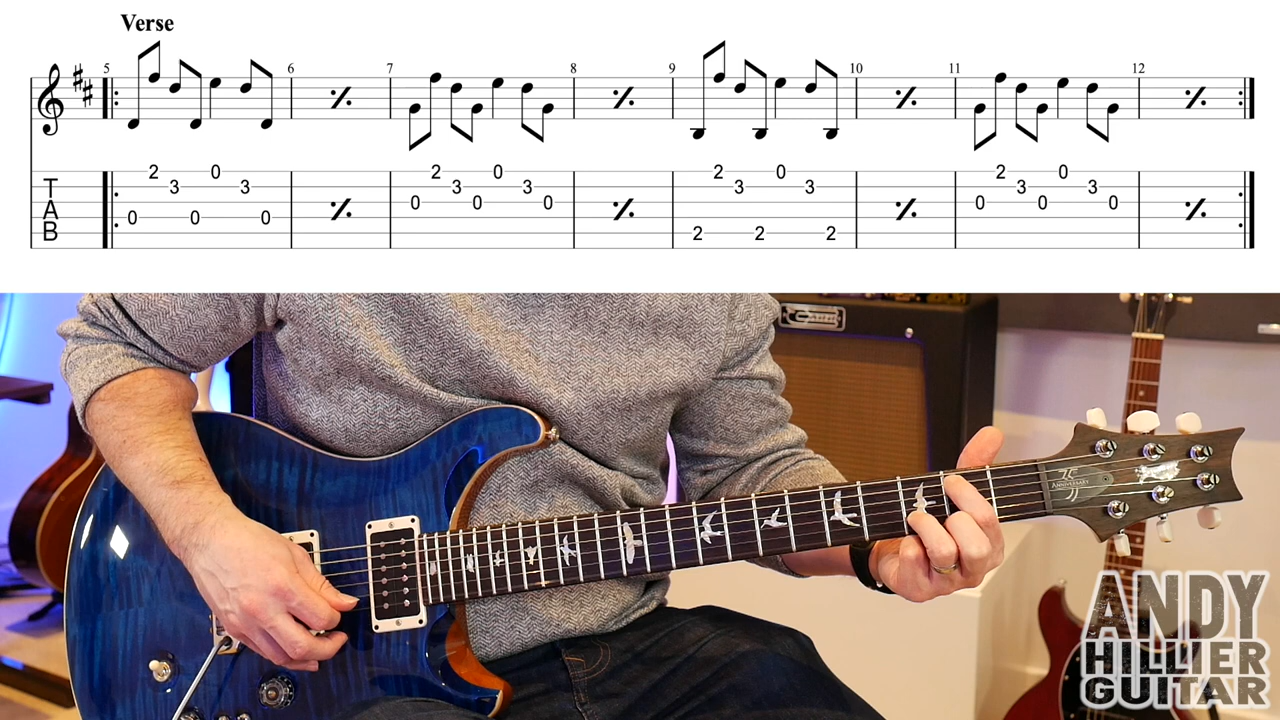 Verse
5 6 7 8 9 10 11 12
2 0 2 0 2 0 2 0
T 3 3 3 3 3 3 3 3
0 0 0 0 0 0
A 0 0 0
B 2 2 2
ANNIVERSARY
ANDY
HILLIER
GUITAR